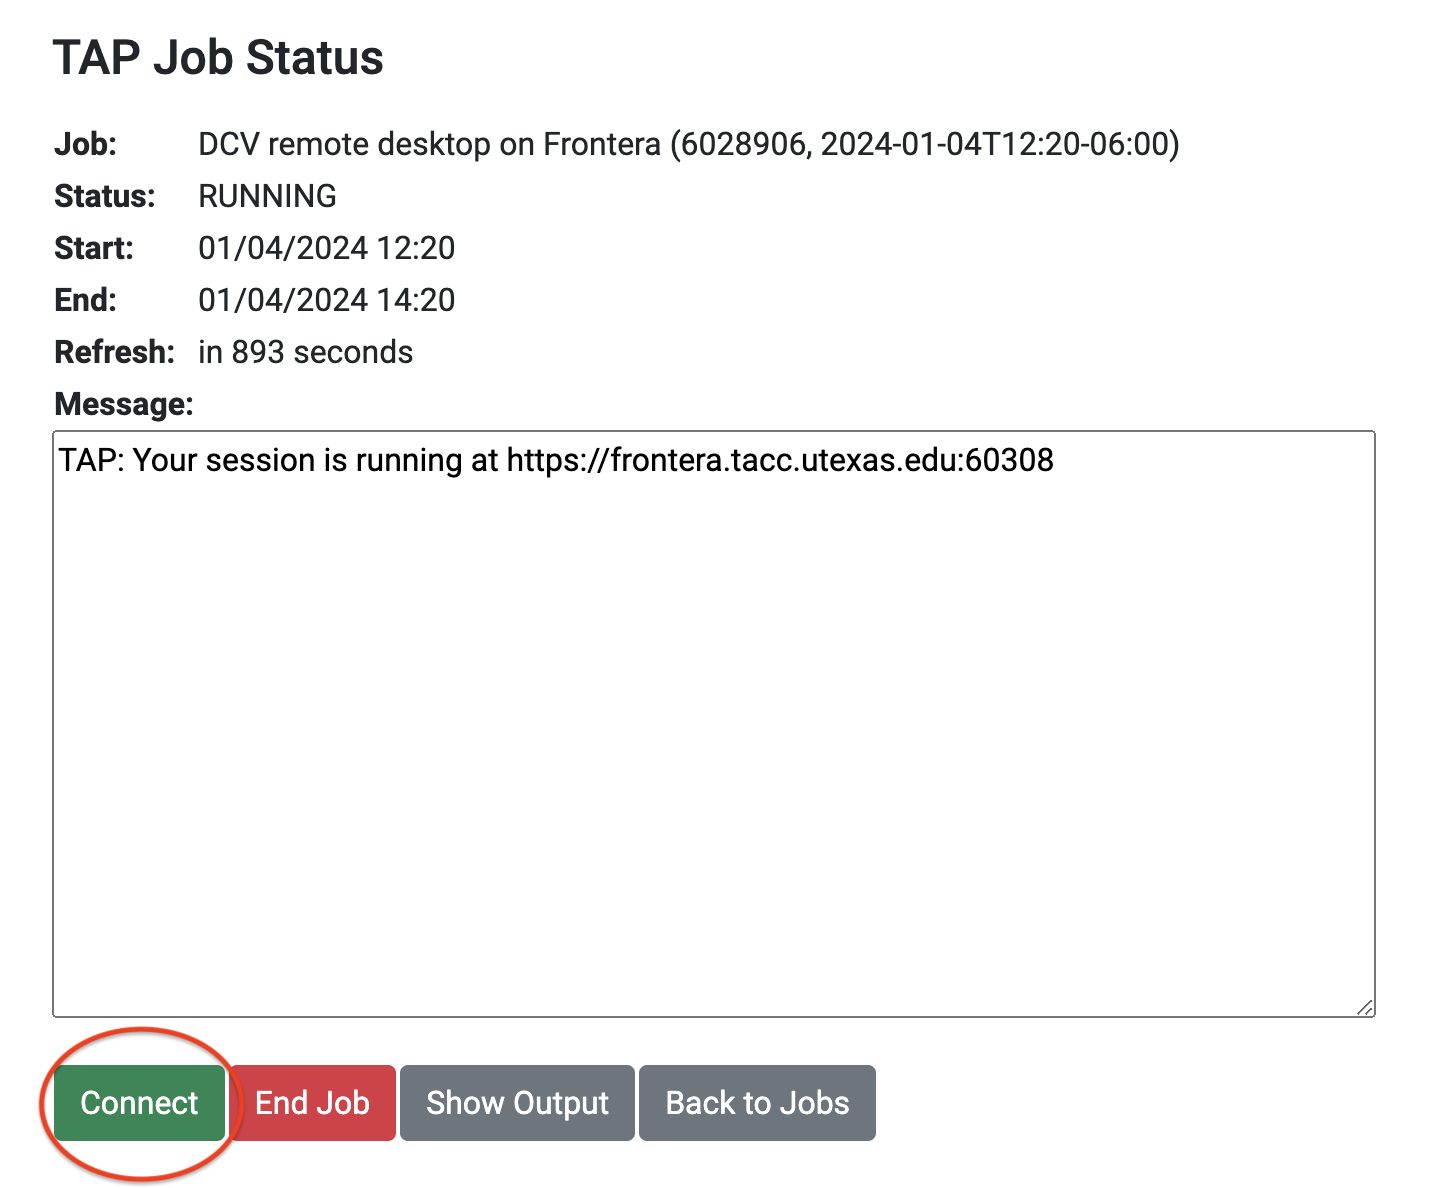 TAP Job Status
Job: DCV remote desktop on Frontera (6028906, 2024-01-04T12:20-06:00)
Status: RUNNING
Start: 01/04/2024 12:20
End: 01/04/2024 14:20
Refresh: in 893 seconds
Message:
TAP: Your session is running at https://frontera.tacc.utexas.edu:60308
Connect End Job Show Output Back to Jobs